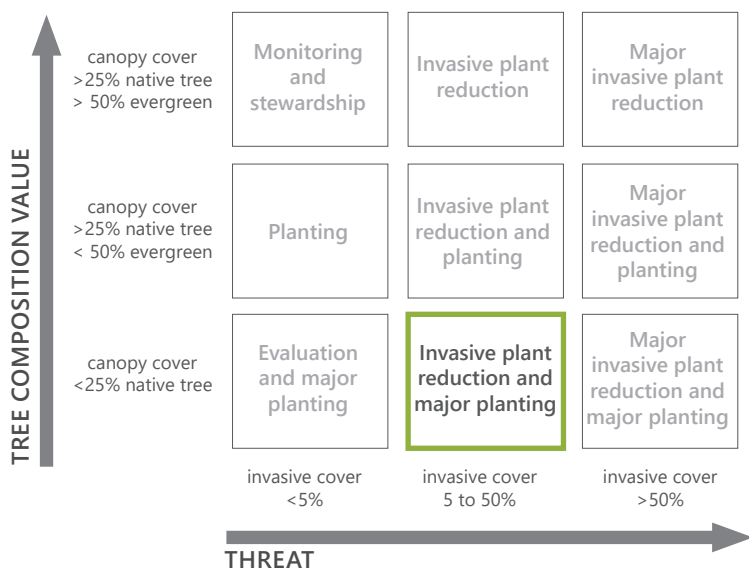 TREE COMPOSITION VALUE
canopy cover
>25% native tree
> 50% evergreen
Monitoring
and
stewardship
Invasive plant
reduction
Major
invasive plant
reduction
canopy cover
>25% native tree
< 50% evergreen
Planting
Invasive plant
reduction and
planting
Major
invasive plant
reduction and
planting
canopy cover
<25% native tree
Evaluation
and major
planting
Invasive plant
reduction and
major planting
Major
invasive plant
reduction and
major planting
invasive cover
<5%
invasive cover
5 to 50%
invasive cover
>50%
THREAT